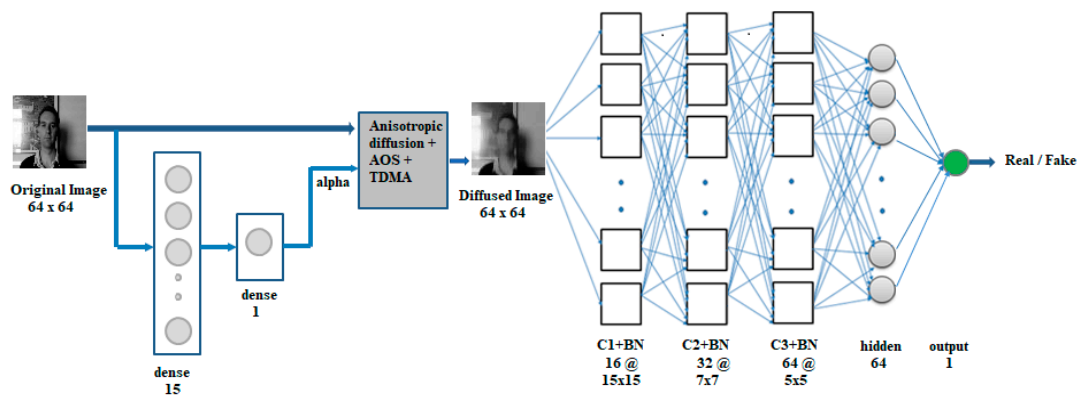 Original Image
64 x 64
dense
15
dense
1
alpha
Anisotropic
diffusion +
AOS +
TDMA
Diffused Image
64 x 64
C1+BN
16 @
15x15
C2+BN
32 @
7x7
C3+BN
64 @
5x5
hidden
64
output
1
Real / Fake